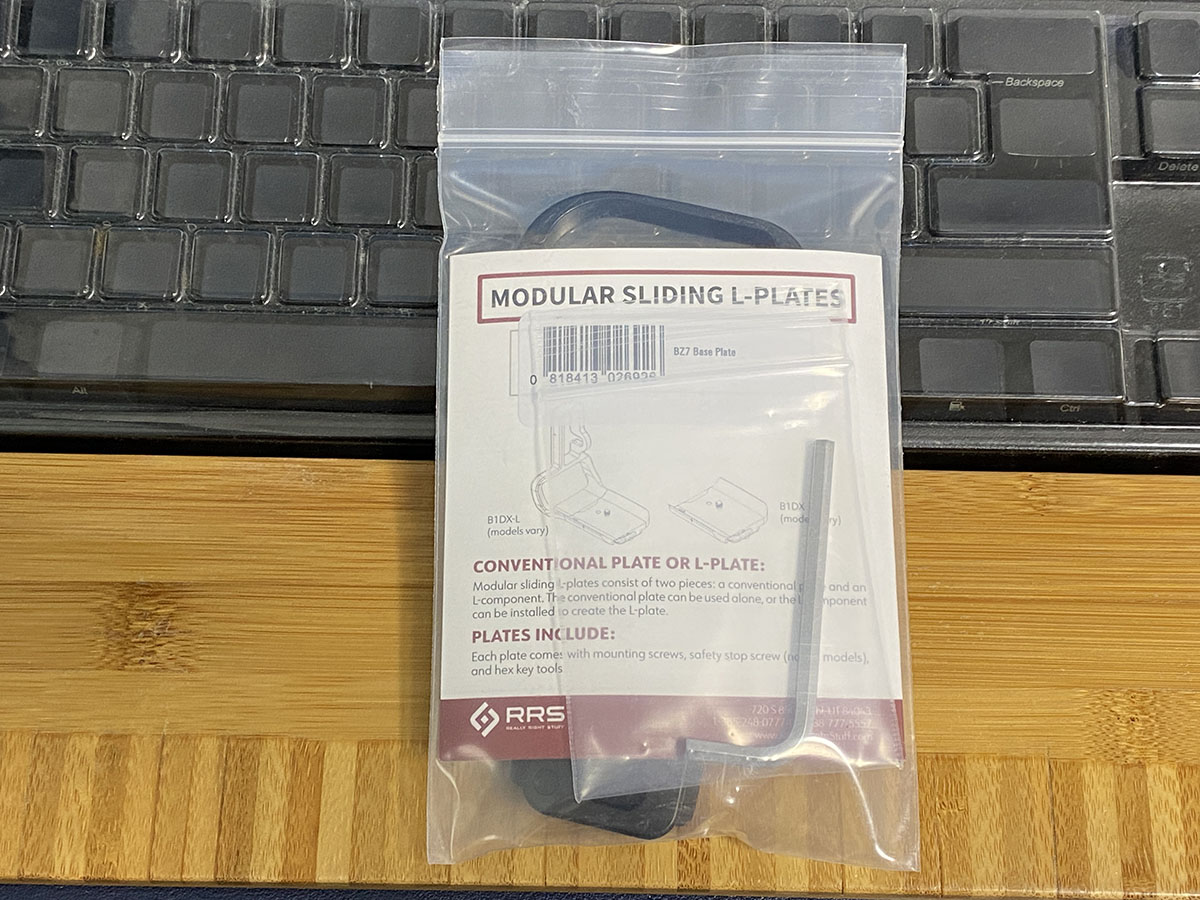 Backspace
Delete
MODULAR SLIDING L-PLATES
BZ7 Base Plate
0 818413 02692
B1DX-L
(models vary)
B1DX
CONVENTIONAL PLATE OR L-PLATE:
Modular sliding L-plates consist of two pieces: a conventional and an
L-component. The conventional plate can be used alone, or the
can be installed to create the L-plate.
PLATES INCLUDE:
Each plate comes with mounting screws, safety stop screw models),
and hex key tools
Alt
Ctrl
RRS
REALLY RIGHT STUFF
720 S